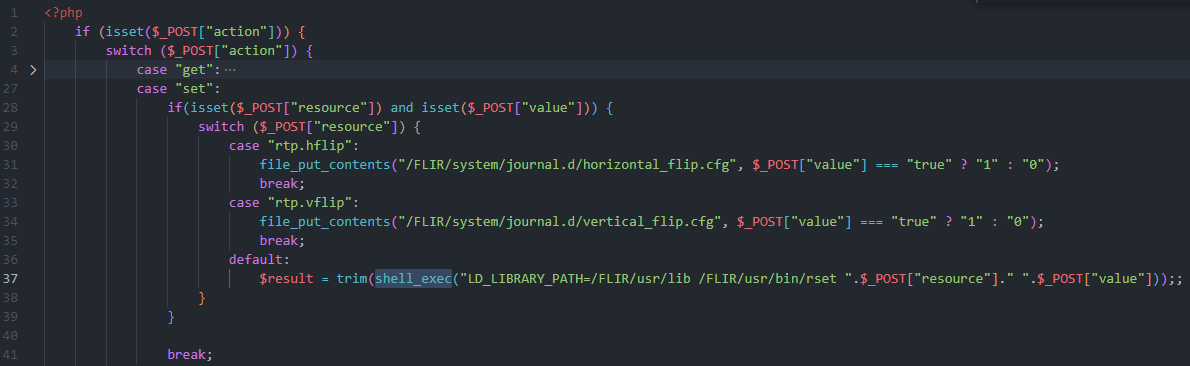 1 <?php
2 if (isset($_POST["action"])) {
3 switch ($_POST["action"]) {
4 > case "get": ⋯
27 case "set":
28 if(isset($_POST["resource"]) and isset($_POST["value"])) {
29 switch ($_POST["resource"]) {
30 case "rtp.hflip":
31 file_put_contents("/FLIR/system/journal.d/horizontal_flip.cfg", $_POST["value"] === "true" ? "1" : "0");
32 break;
33 case "rtp.vflip":
34 file_put_contents("/FLIR/system/journal.d/vertical_flip.cfg", $_POST["value"] === "true" ? "1" : "0");
35 break;
36 default:
37 $result = trim(shell_exec("LD_LIBRARY_PATH=/FLIR/usr/lib /FLIR/usr/bin/rset ".$_POST["resource"]." ".$_POST["value"]));;
38 }
39 }
40
41 break;